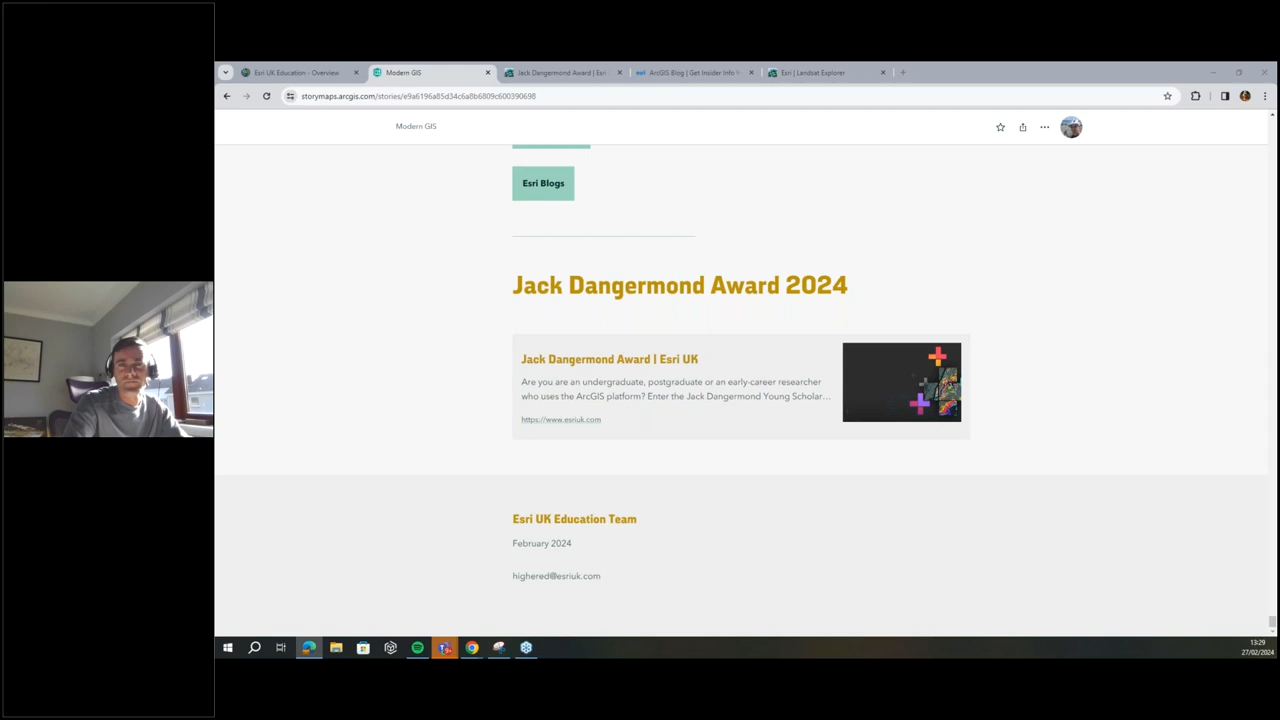 Esri UK Education - Overview
Modern GIS
Jack Dangermond Award | Esri
ArcGIS Blog | Get Insider Info
Esri | Landsat Explorer
storymaps.arcgis.com/stories/e9a6196a85d34c6a8b6809c600390698
Modern GIS
Esri Blogs
Jack Dangermond Award 2024
Jack Dangermond Award | Esri UK
Are you are an undergraduate, postgraduate or an early-career researcher
who uses the ArcGIS platform? Enter the Jack Dangermond Young Scholar...
https://www.esriuk.com
Esri UK Education Team
February 2024
highered@esriuk.com
13:29
27/02/2024